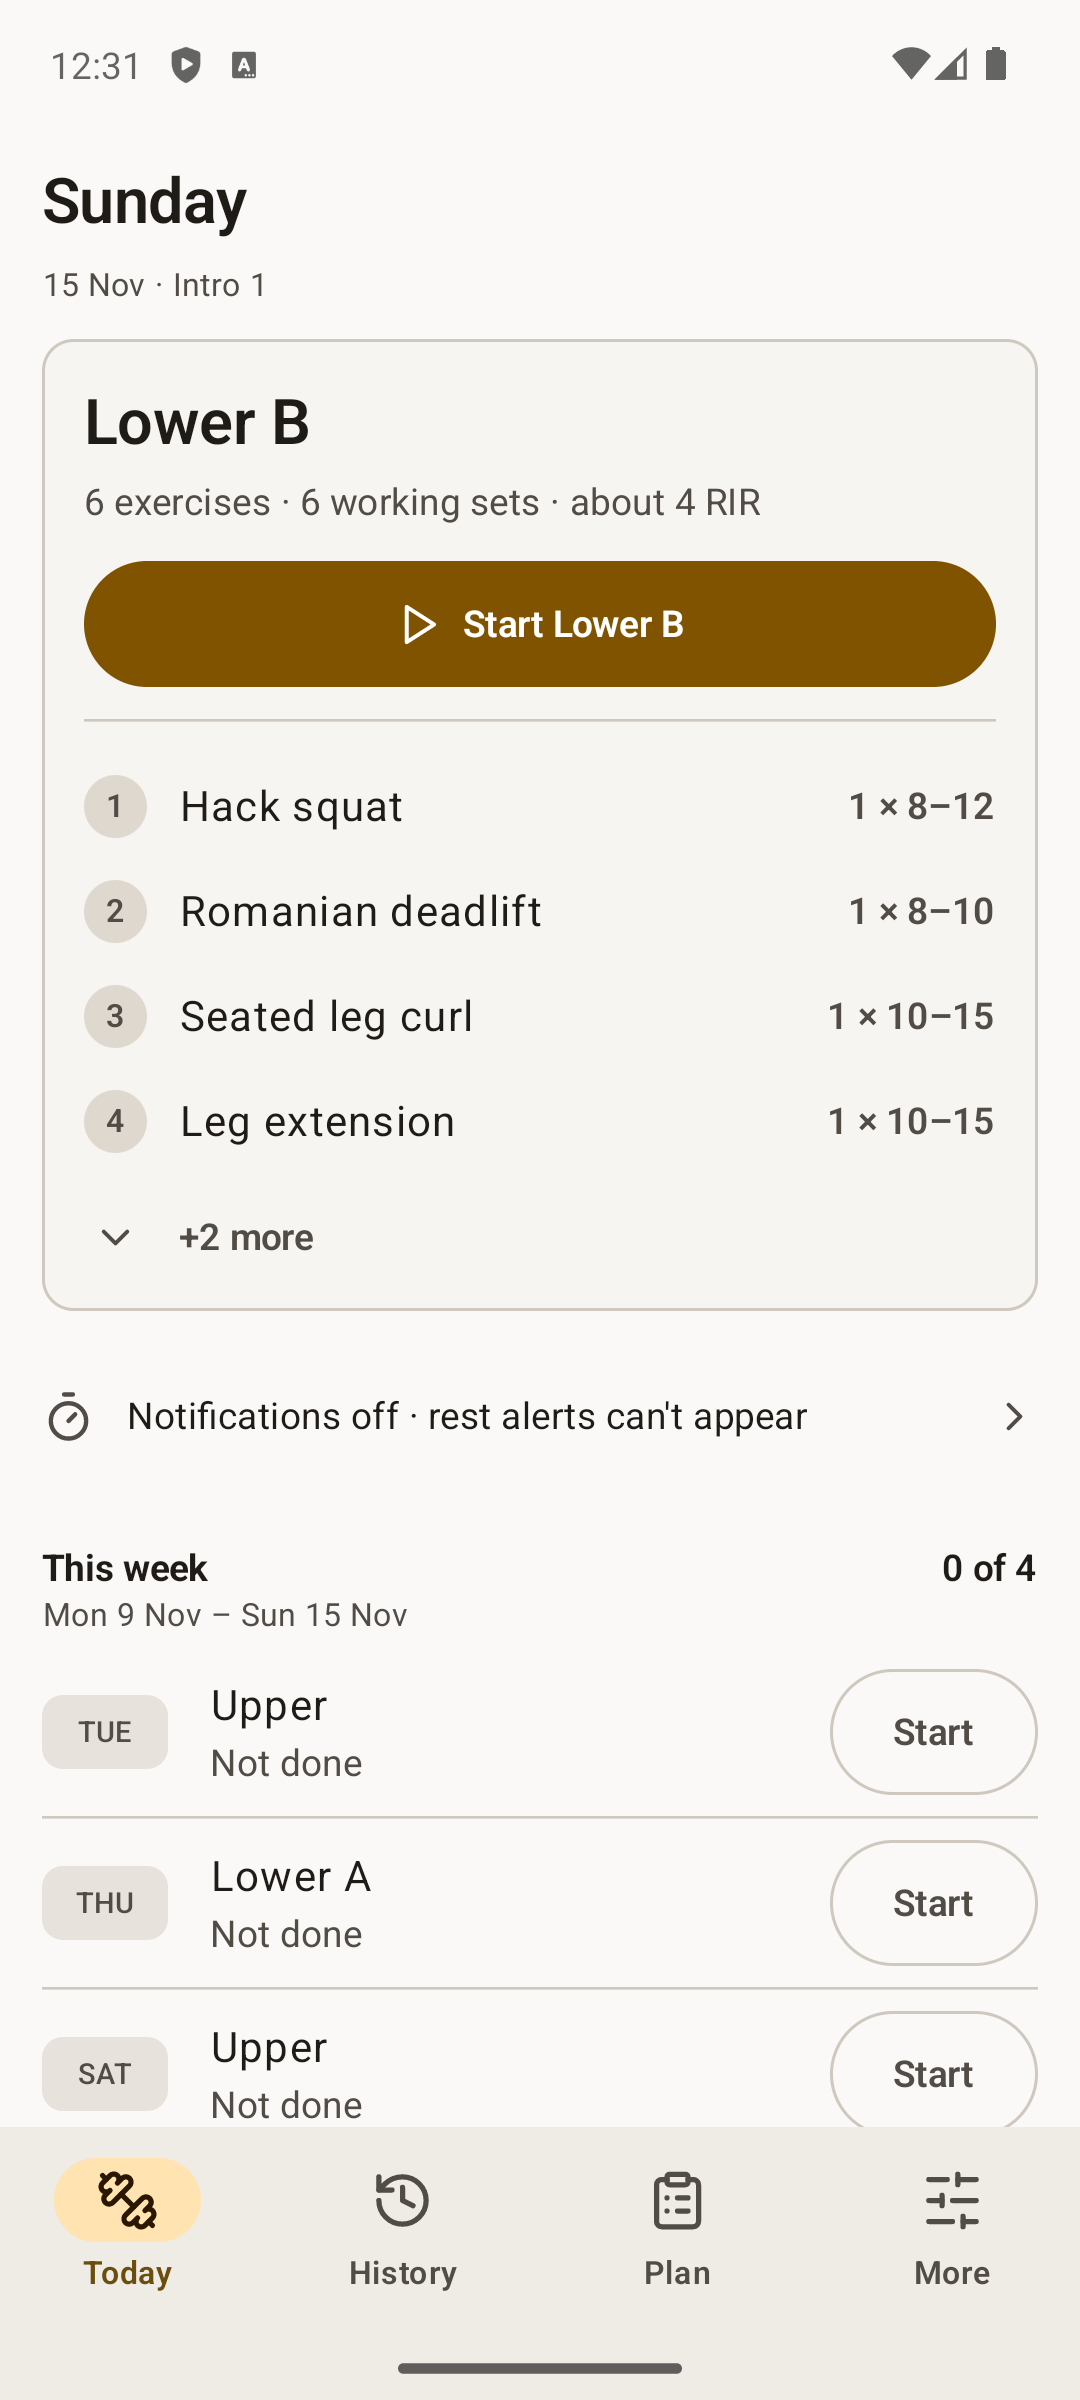 12:31
Sunday
15 Nov · Intro 1
Lower B
6 exercises · 6 working sets · about 4 RIR
Start Lower B
1 Hack squat 1 × 8–12
2 Romanian deadlift 1 × 8–10
3 Seated leg curl 1 × 10–15
4 Leg extension 1 × 10–15
+2 more
Notifications off · rest alerts can't appear
This week 0 of 4
Mon 9 Nov – Sun 15 Nov
TUE Upper Start
Not done
THU Lower A Start
Not done
SAT Upper Start
Not done
Today History Plan More